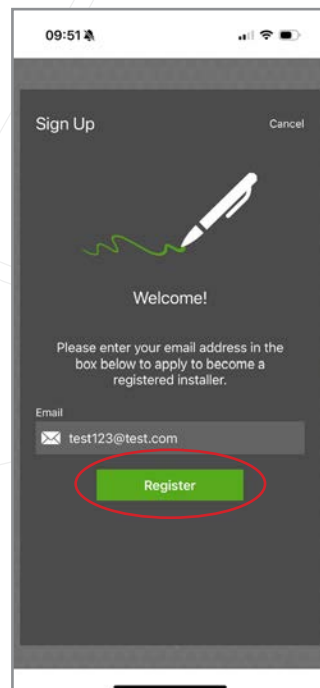 09:51
Sign Up
Cancel
Welcome!
Please enter your email address in the
box below to apply to become a
registered installer.
Email
test123@test.com
Register